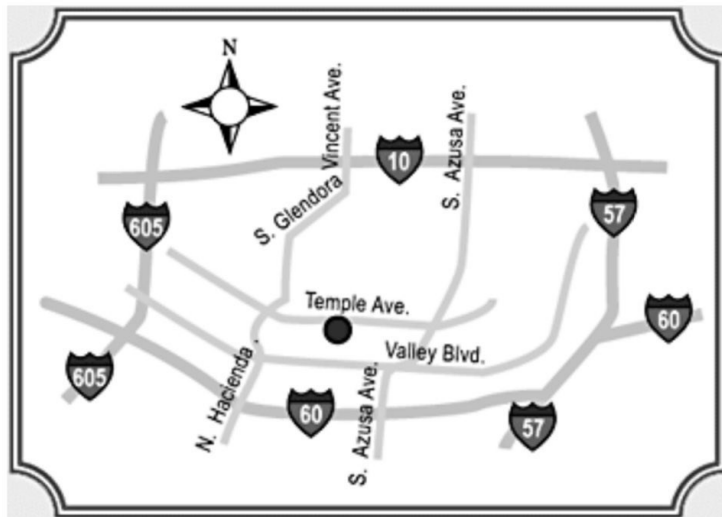 N
Vincent Ave.
S. Azusa Ave.
10
S. Glendora
605
57
Temple Ave.
60
Valley Blvd.
605
N. Hacienda .
S. Azusa Ave.
60
57